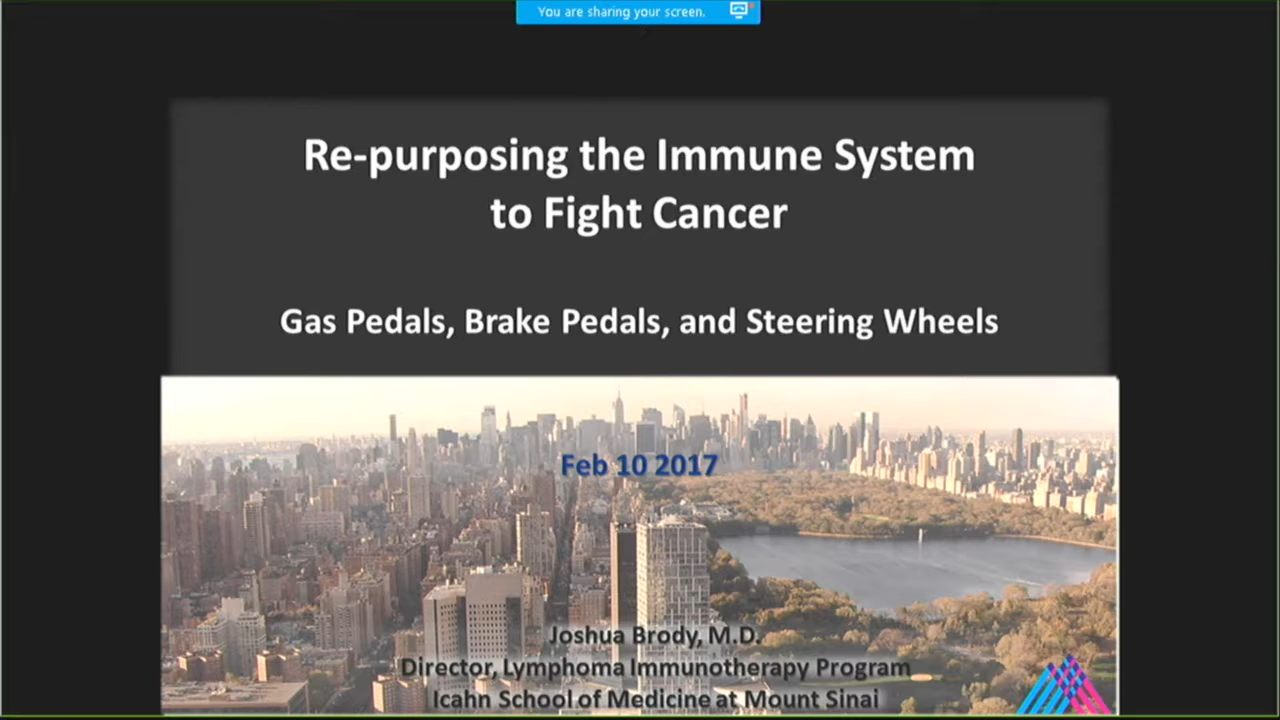 You are sharing your screen.
Re-purposing the Immune System
to Fight Cancer
Gas Pedals, Brake Pedals, and Steering Wheels
Feb 10 2017
Joshua Brody, M.D.
Director, Lymphoma Immunotherapy Program
Icahn School of Medicine at Mount Sinai